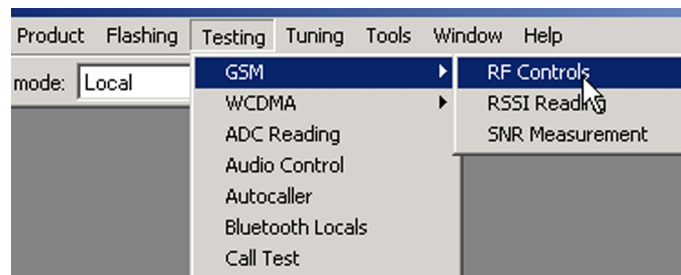 Product Flashing Testing Tuning Tools Window Help
mode: Local
GSM
WCDMA
ADC Reading
Audio Control
Autocaller
Bluetooth Locals
Call Test
RF Controls
RSSI Reading
SNR Measurement